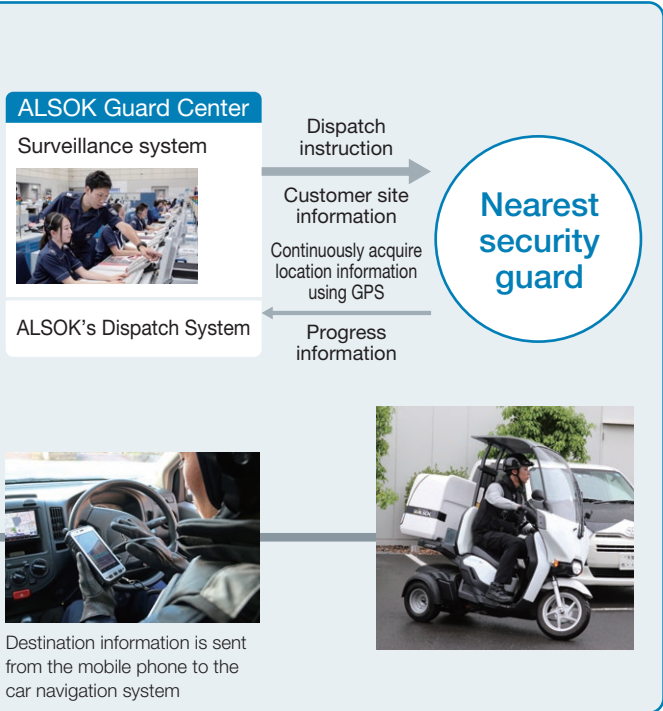 ALSOK Guard Center
Surveillance system
ALSOK's Dispatch System
Dispatch
instruction
Customer site
information
Continuously acquire
location information
using GPS
Progress
information
Nearest
security
guard
Destination information is sent
from the mobile phone to the
car navigation system